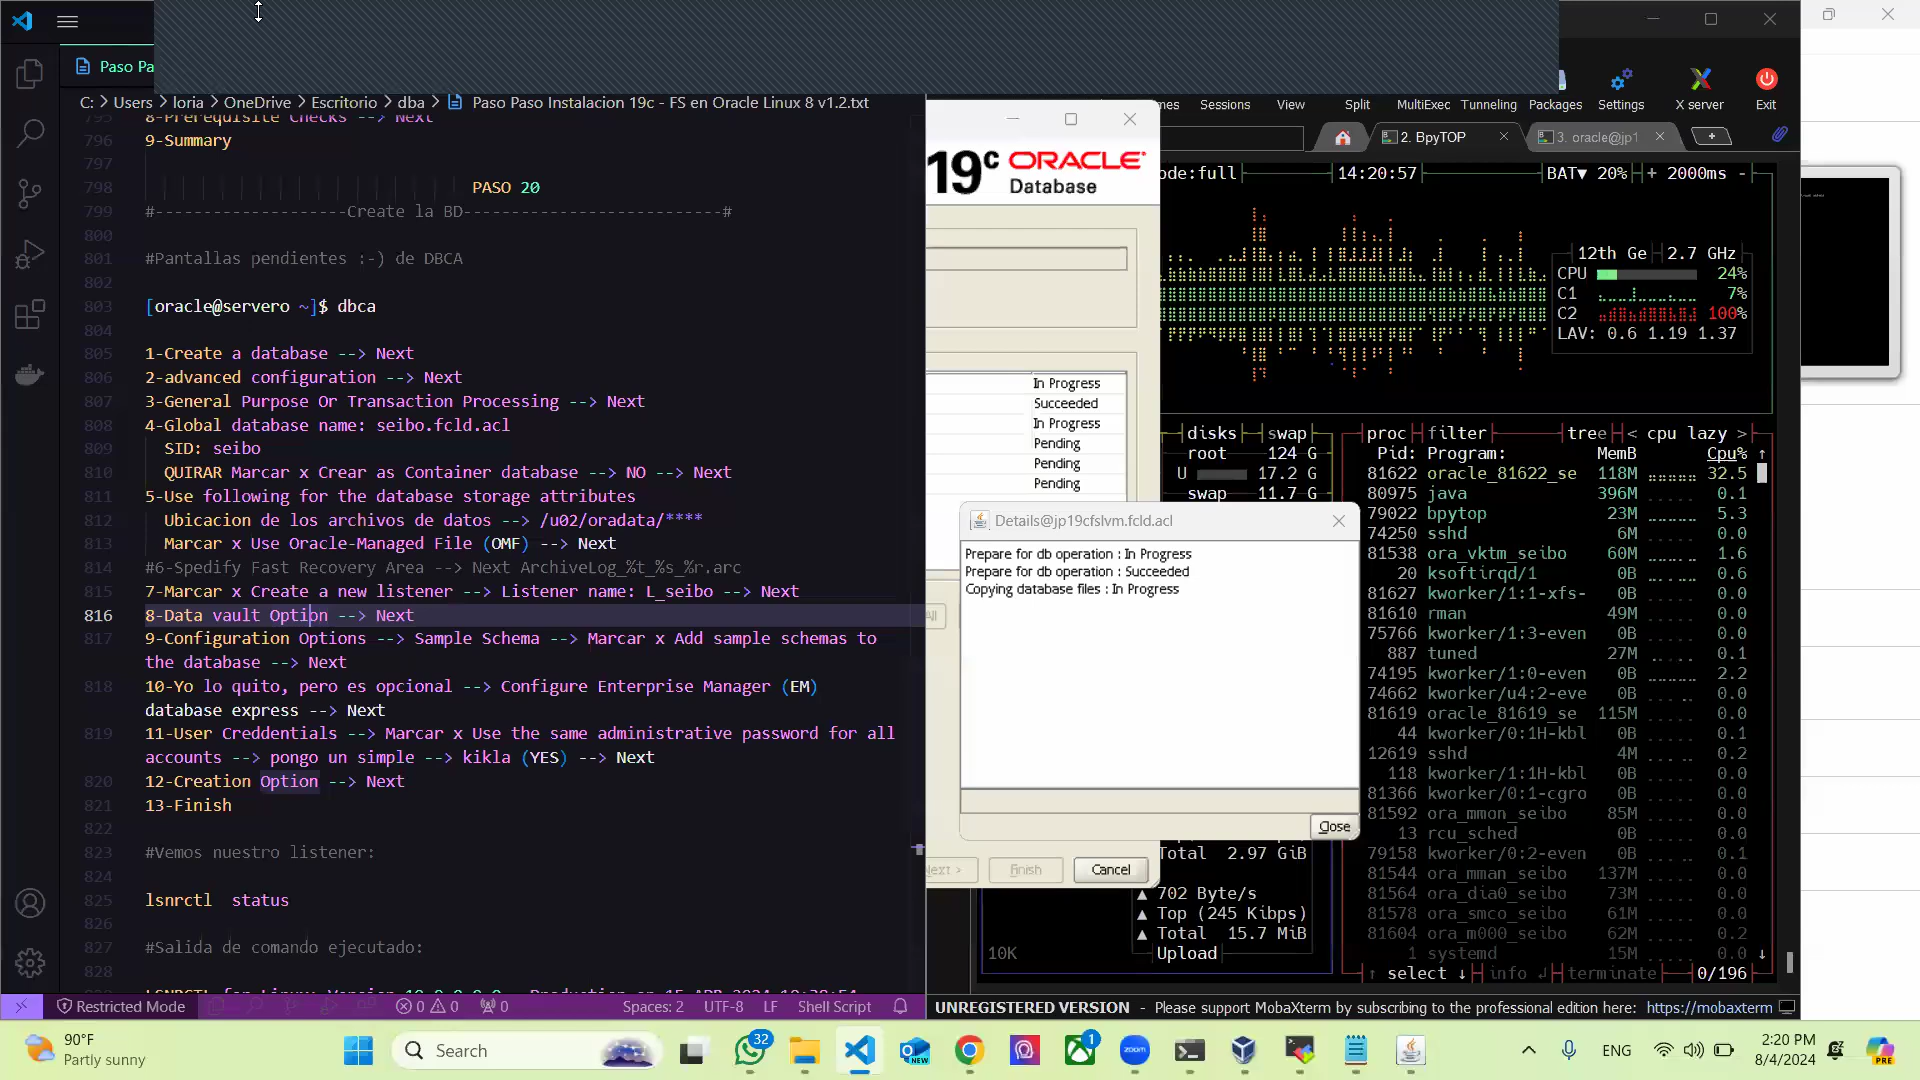 Paso Pa
C: > Users > loria > OneDrive > Escritorio > dba > Paso Paso Instalacion 19c - FS en Oracle Linux 8 v1.2.txt
795 8-Prerequisite Checks --> Next
796 9-Summary
797
798 PASO 20
799 #--------------------Create la BD---------------------------#
800
801 #Pantallas pendientes :-) de DBCA
802
803 [oracle@servero ~]$ dbca
804
805 1-Create a database --> Next
806 2-advanced configuration --> Next
807 3-General Purpose Or Transaction Processing --> Next
808 4-Global database name: seibo.fcld.acl
809 SID: seibo
810 QUIRAR Marcar x Crear as Container database --> NO --> Next
811 5-Use following for the database storage attributes
812 Ubicacion de los archivos de datos --> /u02/oradata/****
813 Marcar x Use Oracle-Managed File (OMF) --> Next
814 #6-Spedify Fast Recovery Area --> Next ArchiveLog_%t_%s_%r.arc
815 7-Marcar x Create a new listener --> Listener name: L_seibo --> Next
816 8-Data vault Option --> Next
817 9-Configuration Options --> Sample Schema --> Marcar x Add sample schemas to
the database --> Next
818 10-Yo lo quito, pero es opcional --> Configure Enterprise Manager (EM)
database express --> Next
819 11-User Creddentials --> Marcar x Use the same administrative password for all
accounts --> pongo un simple --> kikla (YES) --> Next
820 12-Creation Option --> Next
821 13-Finish
822
823 #Vemos nuestro listener:
824
825 lsnrctl status
826
827 #Salida de comando ejecutado:
828
Restricted Mode 0 0 0 Spaces: 2 UTF-8 LF Shell Script
19c ORACLE
Database
In Progress
Succeeded
In Progress
Pending
Pending
Pending
Next > Finish Cancel
Details@jp19cfslvm.fcld.acl
Prepare for db operation : In Progress
Prepare for db operation : Succeeded
Copying database files : In Progress
Close
Sessions View Split MultiExec Tunneling Packages Settings X server Exit
2. BpyTOP 3. oracle@jp1
ode:full 14:20:57 BAT▼ 20% + 2000ms -
12th Ge 2.7 GHz
CPU 24%
C1 7%
C2 100%
LAV: 0.6 1.19 1.37
disks swap
root 124 G
U 17.2 G
swap 11.7 G
proc filter tree < cpu lazy >
Pid: Program: MemB Cpu% ↑
81622 oracle_81622_se 118M 32.5
80975 java 396M 0.1
79022 bpytop 23M 5.3
74250 sshd 6M 0.0
81538 ora_vktm_seibo 60M 1.6
20 ksoftirqd/1 0B 0.6
81627 kworker/1:1-xfs- 0B 0.0
81610 rman 49M 0.0
75766 kworker/1:3-even 0B 0.0
887 tuned 27M 0.1
74195 kworker/1:0-even 0B 2.2
74662 kworker/u4:2-eve 0B 0.0
81619 oracle_81619_se 115M 0.0
44 kworker/0:1H-kbl 0B 0.1
12619 sshd 4M 0.2
118 kworker/1:1H-kbl 0B 0.0
81366 kworker/0:1-cgro 0B 0.0
81592 ora_mmon_seibo 85M 0.0
13 rcu_sched 0B 0.0
79158 kworker/0:2-even 0B 0.1
81544 ora_mman_seibo 137M 0.0
81564 ora_dia0_seibo 73M 0.0
81578 ora_smco_seibo 61M 0.0
81604 ora_m000_seibo 62M 0.2
1 systemd 15M 0.0 ↓
↑ select ↓ info ↲ terminate 0/196
Total 2.97 GiB
▲ 702 Byte/s
▲ Top (245 Kibps)
▲ Total 15.7 MiB
10K Upload
UNREGISTERED VERSION - Please support MobaXterm by subscribing to the professional edition here: https://mobaxterm
90°F
Partly sunny
Search
32
NEW
1
zoom
ENG
2:20 PM
8/4/2024
PRE